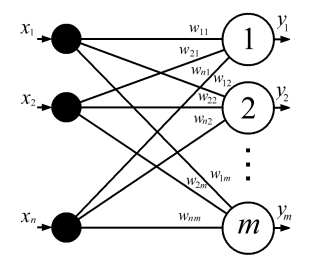 x₁ w₁₁ 1 y₁
w₂₁
wₙ₁ w₁₂
x₂ w₂₂ 2 y₂
wₙ₂
w₂ₘ w₁ₘ
xₙ wₙₘ m yₘ